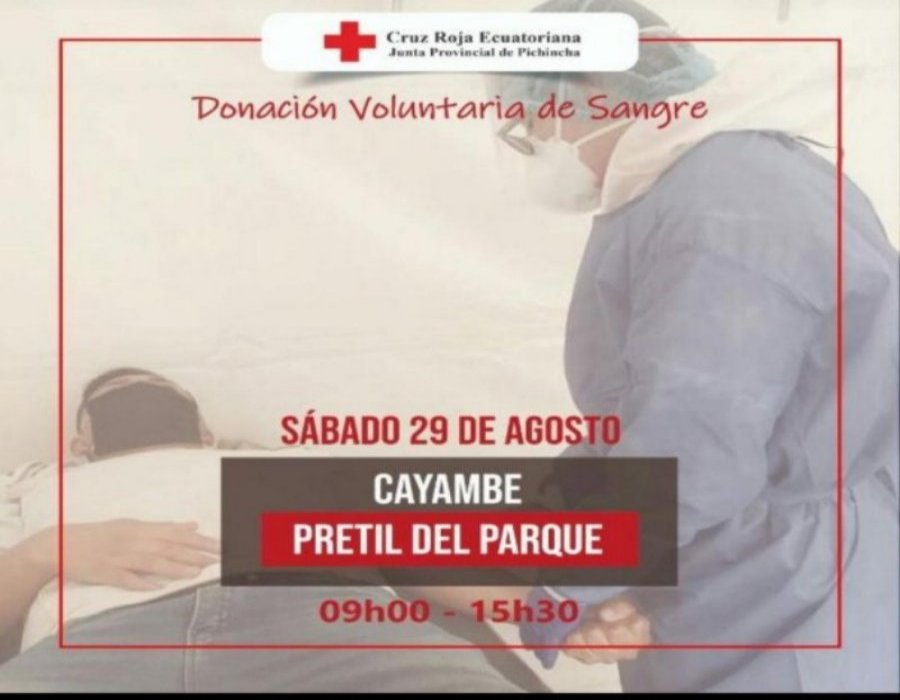 Cruz Roja Ecuatoriana
Junta Provincial de Pichincha
Donación Voluntaria de Sangre
SÁBADO 29 DE AGOSTO
CAYAMBE
PRETIL DEL PARQUE
09h00 - 15h30